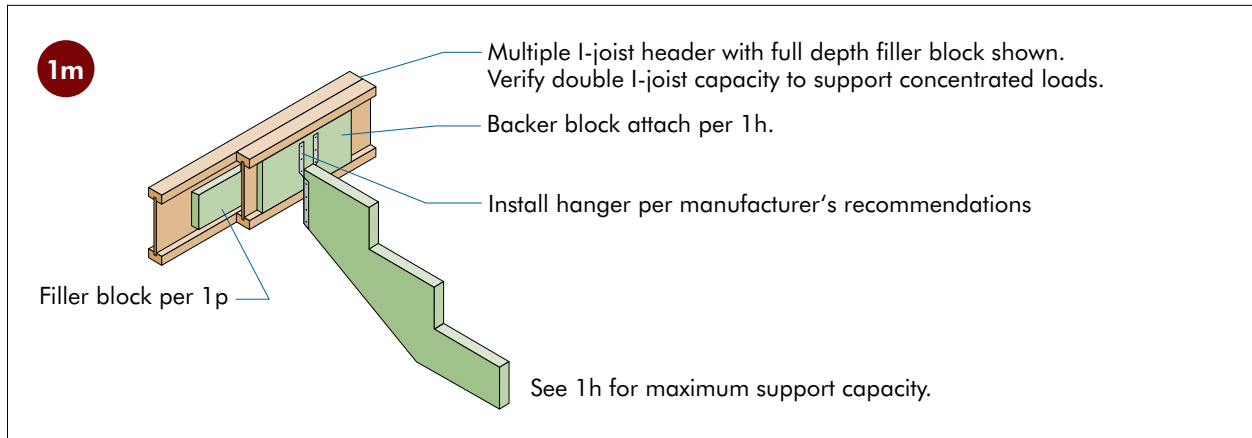 1m
Multiple I-joist header with full depth filler block shown.
Verify double I-joist capacity to support concentrated loads.
Backer block attach per 1h.
Install hanger per manufacturer‘s recommendations
Filler block per 1p
See 1h for maximum support capacity.